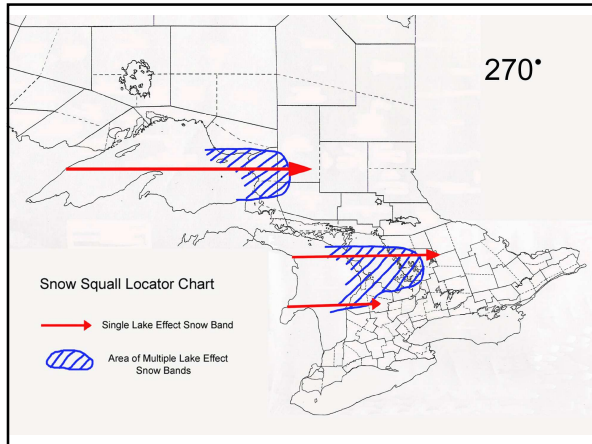 270°
Snow Squall Locator Chart
Single Lake Effect Snow Band
Area of Multiple Lake Effect
Snow Bands